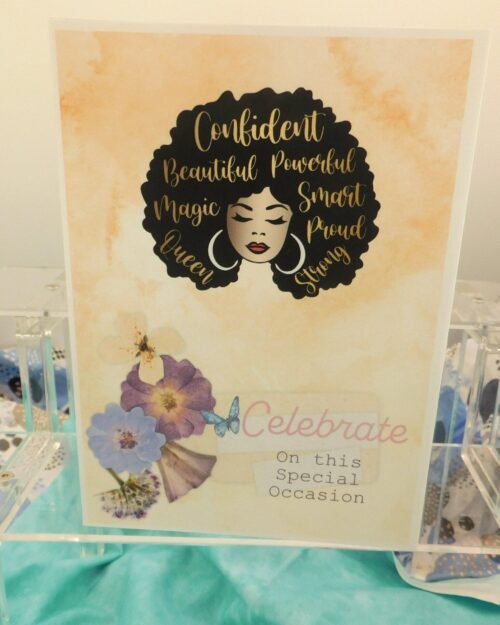 Confident
Beautiful Powerful
Magic Smart
Queen Proud
Strong
Celebrate
On this
Special
Occasion